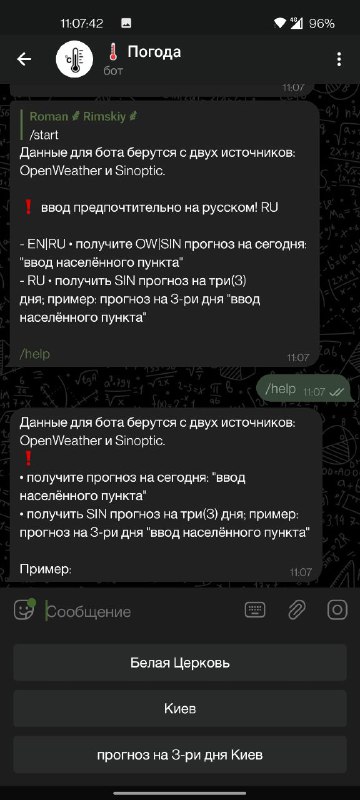 11:07:42
4G
96%
°C
Погода
бот
11:07
Roman Rimskiy
/start
Данные для бота берутся с двух источников:
OpenWeather и Sinoptic.
❗ ввод предпочтительно на русском! RU
- EN|RU • получите OW|SIN прогноз на сегодня:
"ввод населённого пункта"
- RU • получить SIN прогноз на три(3)
дня; пример: прогноз на 3-ри дня "ввод
населённого пункта"
/help
11:07
/help 11:07
Данные для бота берутся с двух источников:
OpenWeather и Sinoptic.
❗
• получите прогноз на сегодня: "ввод
населённого пункта"
• получить SIN прогноз на три(3) дня; пример:
прогноз на 3-ри дня "ввод населённого пункта"
Пример:
11:07
Сообщение
Белая Церковь
Киев
прогноз на 3-ри дня Киев